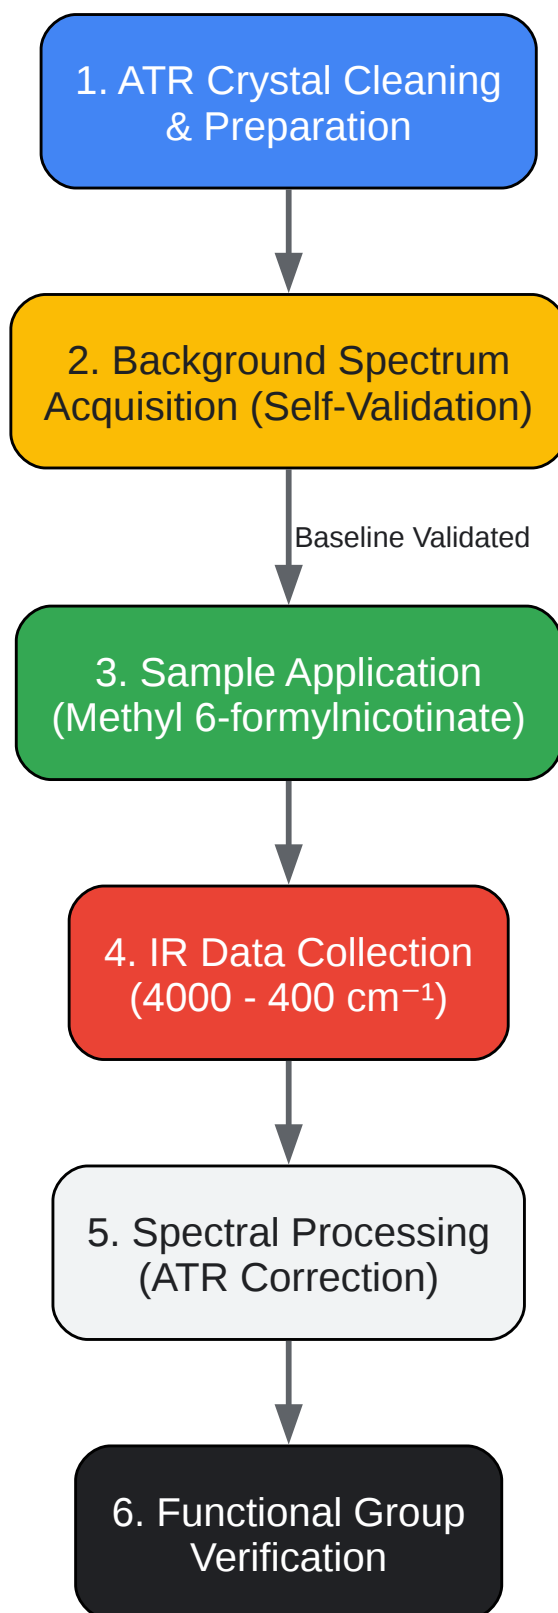 1. ATR Crystal Cleaning
& Preparation
2. Background Spectrum
Acquisition (Self-Validation)
Baseline Validated
3. Sample Application
(Methyl 6-formylnicotinate)
4. IR Data Collection
(4000 - 400 cm⁻¹)
5. Spectral Processing
(ATR Correction)
6. Functional Group
Verification